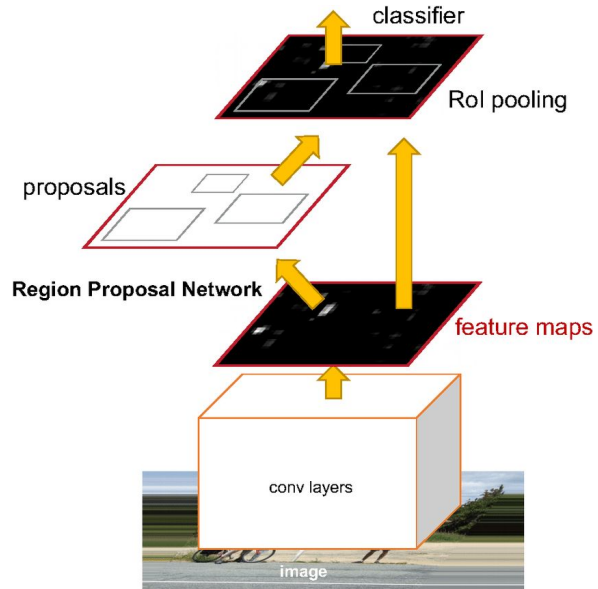 classifier
RoI pooling
proposals
Region Proposal Network
feature maps
conv layers
image